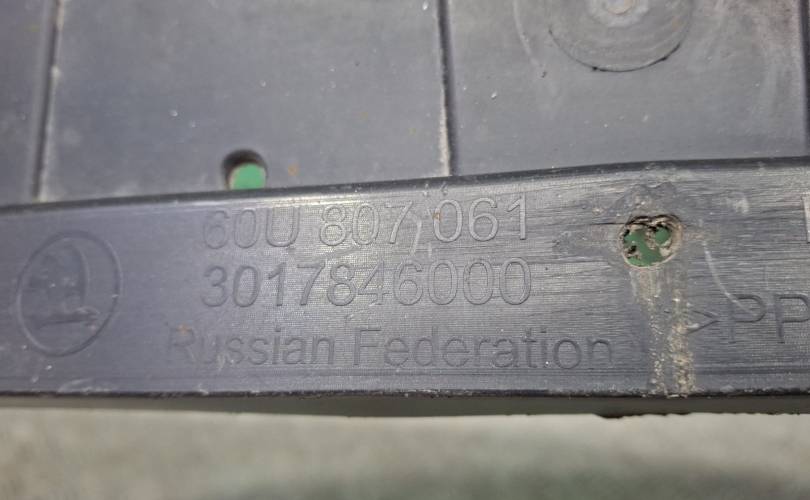 60U 807 061
3017846000
Russian Federation
>PP